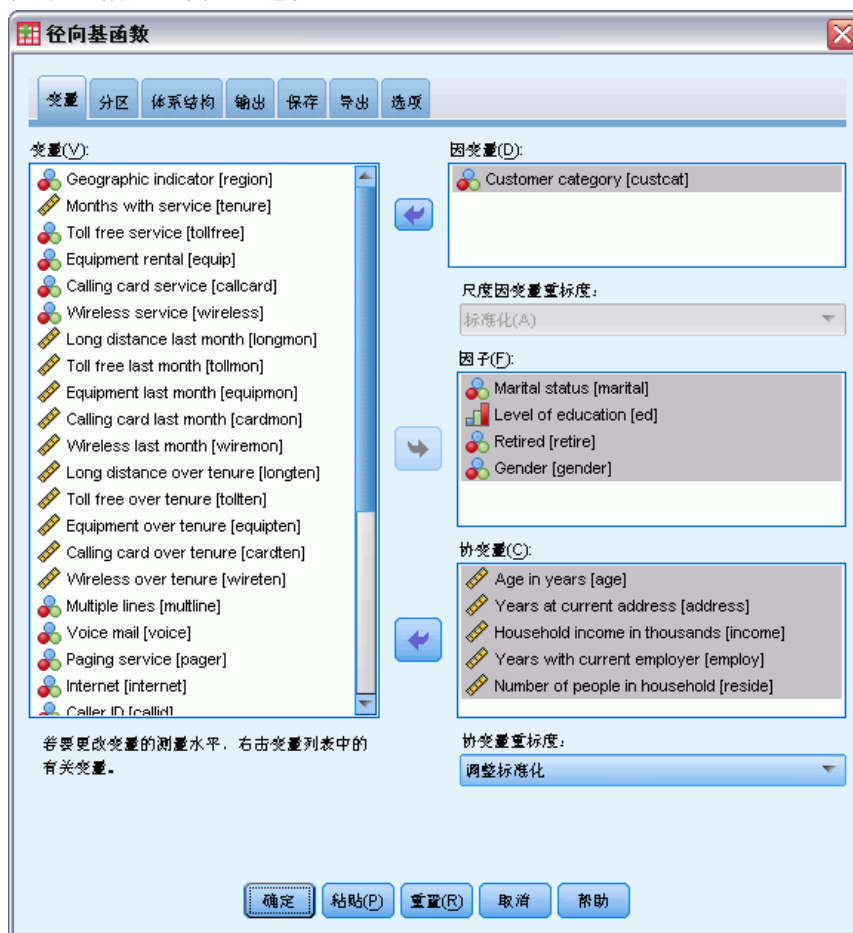 径向基函数
变量 分区 体系结构 输出 保存 导出 选项
变量(V):
Geographic indicator [region]
Months with service [tenure]
Toll free service [tollfree]
Equipment rental [equip]
Calling card service [callcard]
Wireless service [wireless]
Long distance last month [longmon]
Toll free last month [tollmon]
Equipment last month [equipmon]
Calling card last month [cardmon]
Wireless last month [wiremon]
Long distance over tenure [longten]
Toll free over tenure [tollten]
Equipment over tenure [equipten]
Calling card over tenure [cardten]
Wireless over tenure [wireten]
Multiple lines [multline]
Voice mail [voice]
Paging service [pager]
Internet [internet]
Caller ID [callid]
若要更改变量的测量水平，右击变量列表中的
有关变量。
因变量(D):
Customer category [custcat]
尺度因变量重标度：
标准化(A)
因子(F):
Marital status [marital]
Level of education [ed]
Retired [retire]
Gender [gender]
协变量(C):
Age in years [age]
Years at current address [address]
Household income in thousands [income]
Years with current employer [employ]
Number of people in household [reside]
协变量重标度：
调整标准化
确定 粘贴(P) 重置(R) 取消 帮助